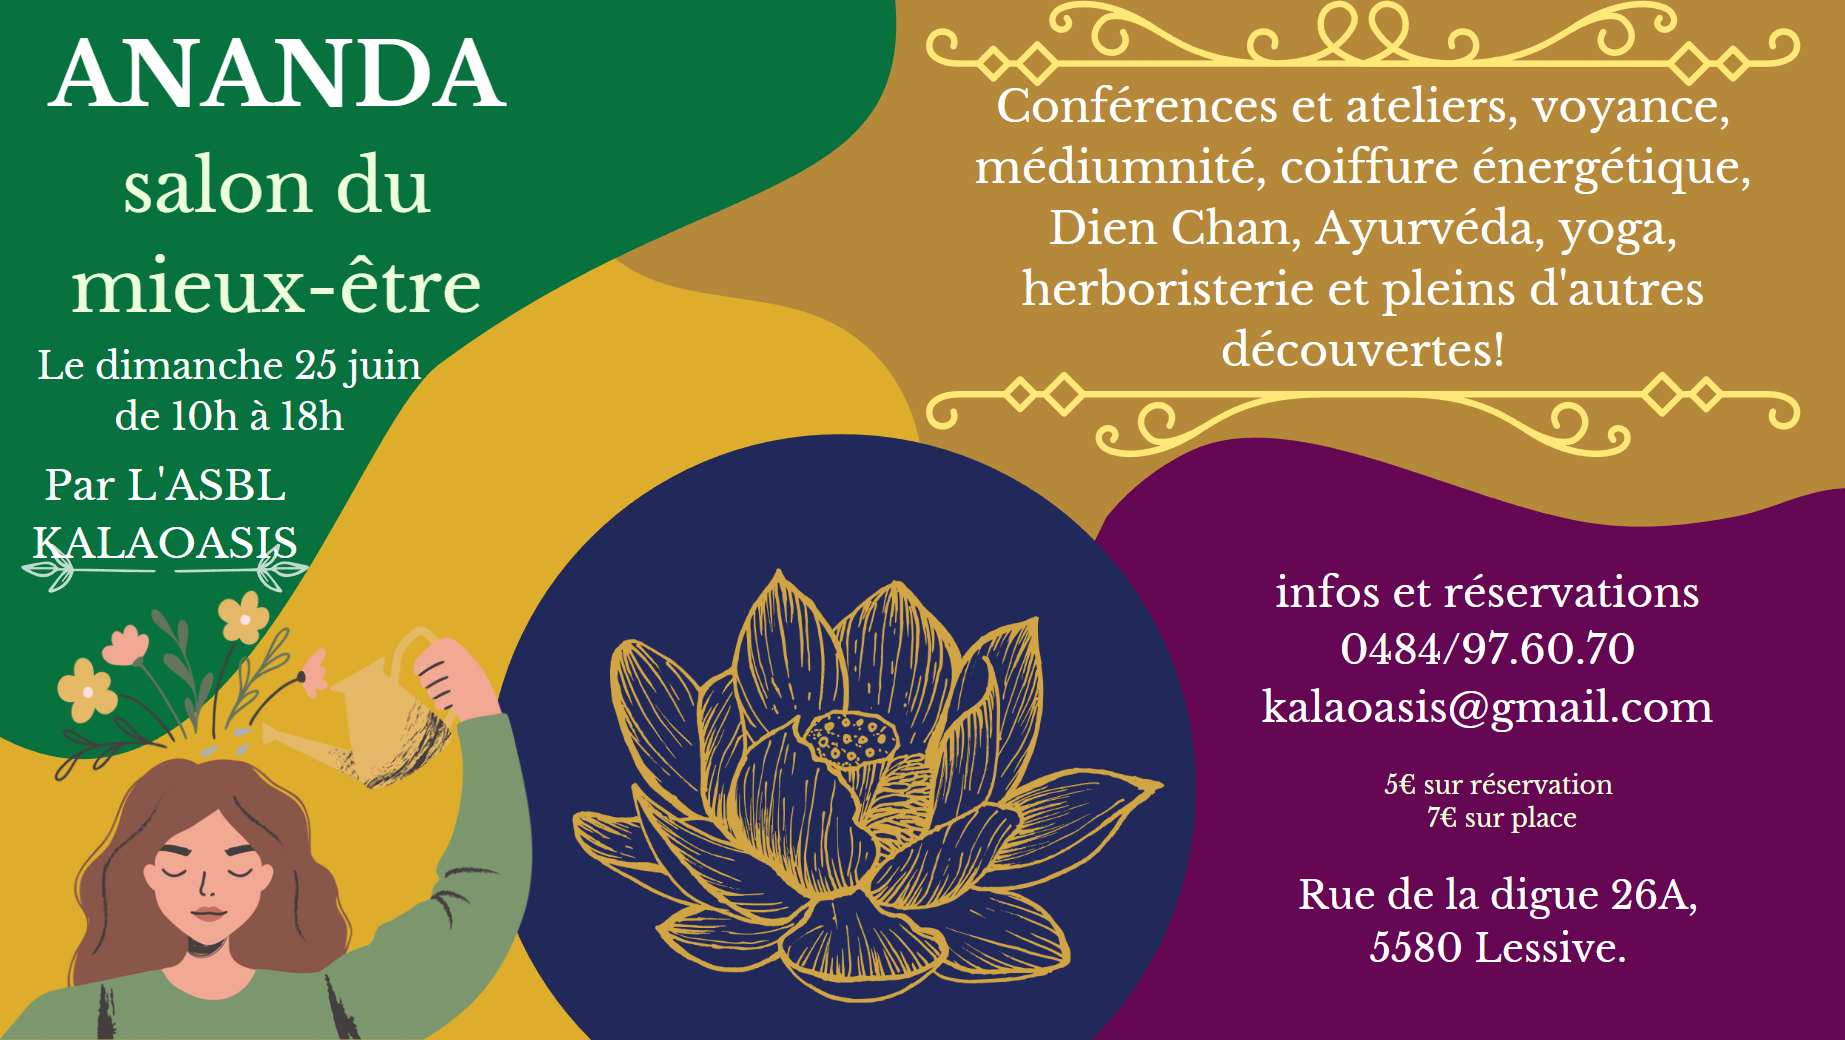 ANANDA
salon du
mieux-être
Le dimanche 25 juin
de 10h à 18h
Par L'ASBL
KALAOASIS
Conférences et ateliers, voyance,
médiumnité, coiffure énergétique,
Dien Chan, Ayurvéda, yoga,
herboristerie et pleins d'autres
découvertes!
infos et réservations
0484/97.60.70
kalaoasis@gmail.com
5€ sur réservation
7€ sur place
Rue de la digue 26A,
5580 Lessive.